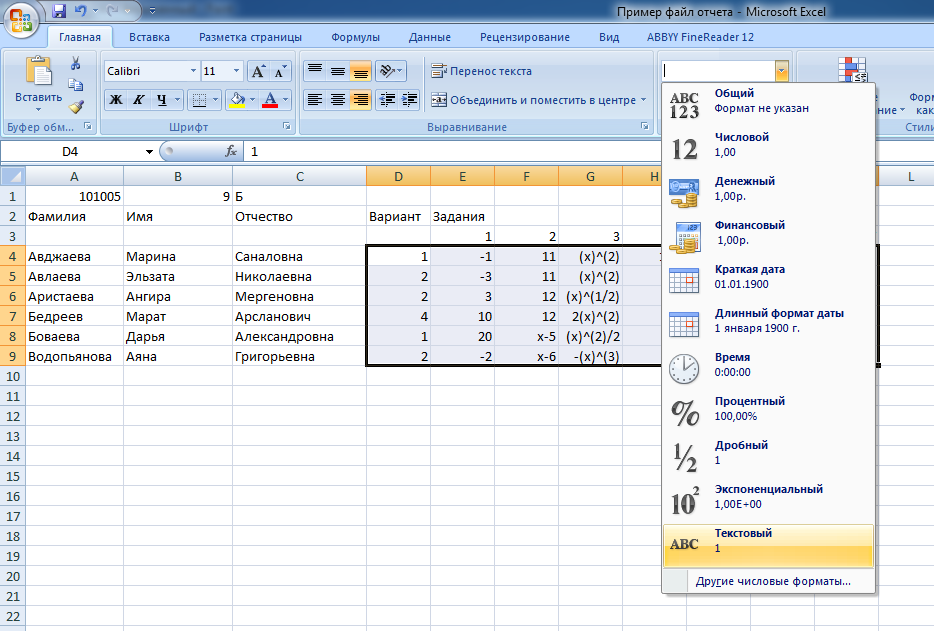 Пример файл отчета - Microsoft Excel
Главная Вставка Разметка страницы Формулы Данные Рецензирование Вид ABBYY FineReader 12
Calibri 11 Перенос текста
Вставить Ж К Ч Объединить и поместить в центре
Буфер обм... Шрифт Выравнивание Стили
D4 1
A B C D E F G H L
1 101005 9 Б
2 Фамилия Имя Отчество Вариант Задания
3 1 2 3
4 Авджаева Марина Саналовна 1 -1 11 (x)^(2)
5 Авлаева Эльзата Николаевна 2 -3 11 (x)^(2)
6 Аристаева Ангира Мергеновна 2 3 12 (x)^(1/2)
7 Бедреев Марат Арсланович 4 10 12 2(x)^(2)
8 Боваева Дарья Александровна 1 20 x-5 (x)^(2)/2
9 Водопьянова Аяна Григорьевна 2 -2 x-6 -(x)^(3)
10
11
12
13
14
15
16
17
18
19
20
21
22
ABC 123 Общий
Формат не указан
12 Числовой
1,00
Денежный
1,00р.
Финансовый
1,00р.
Краткая дата
01.01.1900
Длинный формат даты
1 января 1900 г.
Время
0:00:00
% Процентный
100,00%
½ Дробный
1
10² Экспоненциальный
1,00E+00
ABC Текстовый
1
Другие числовые форматы...